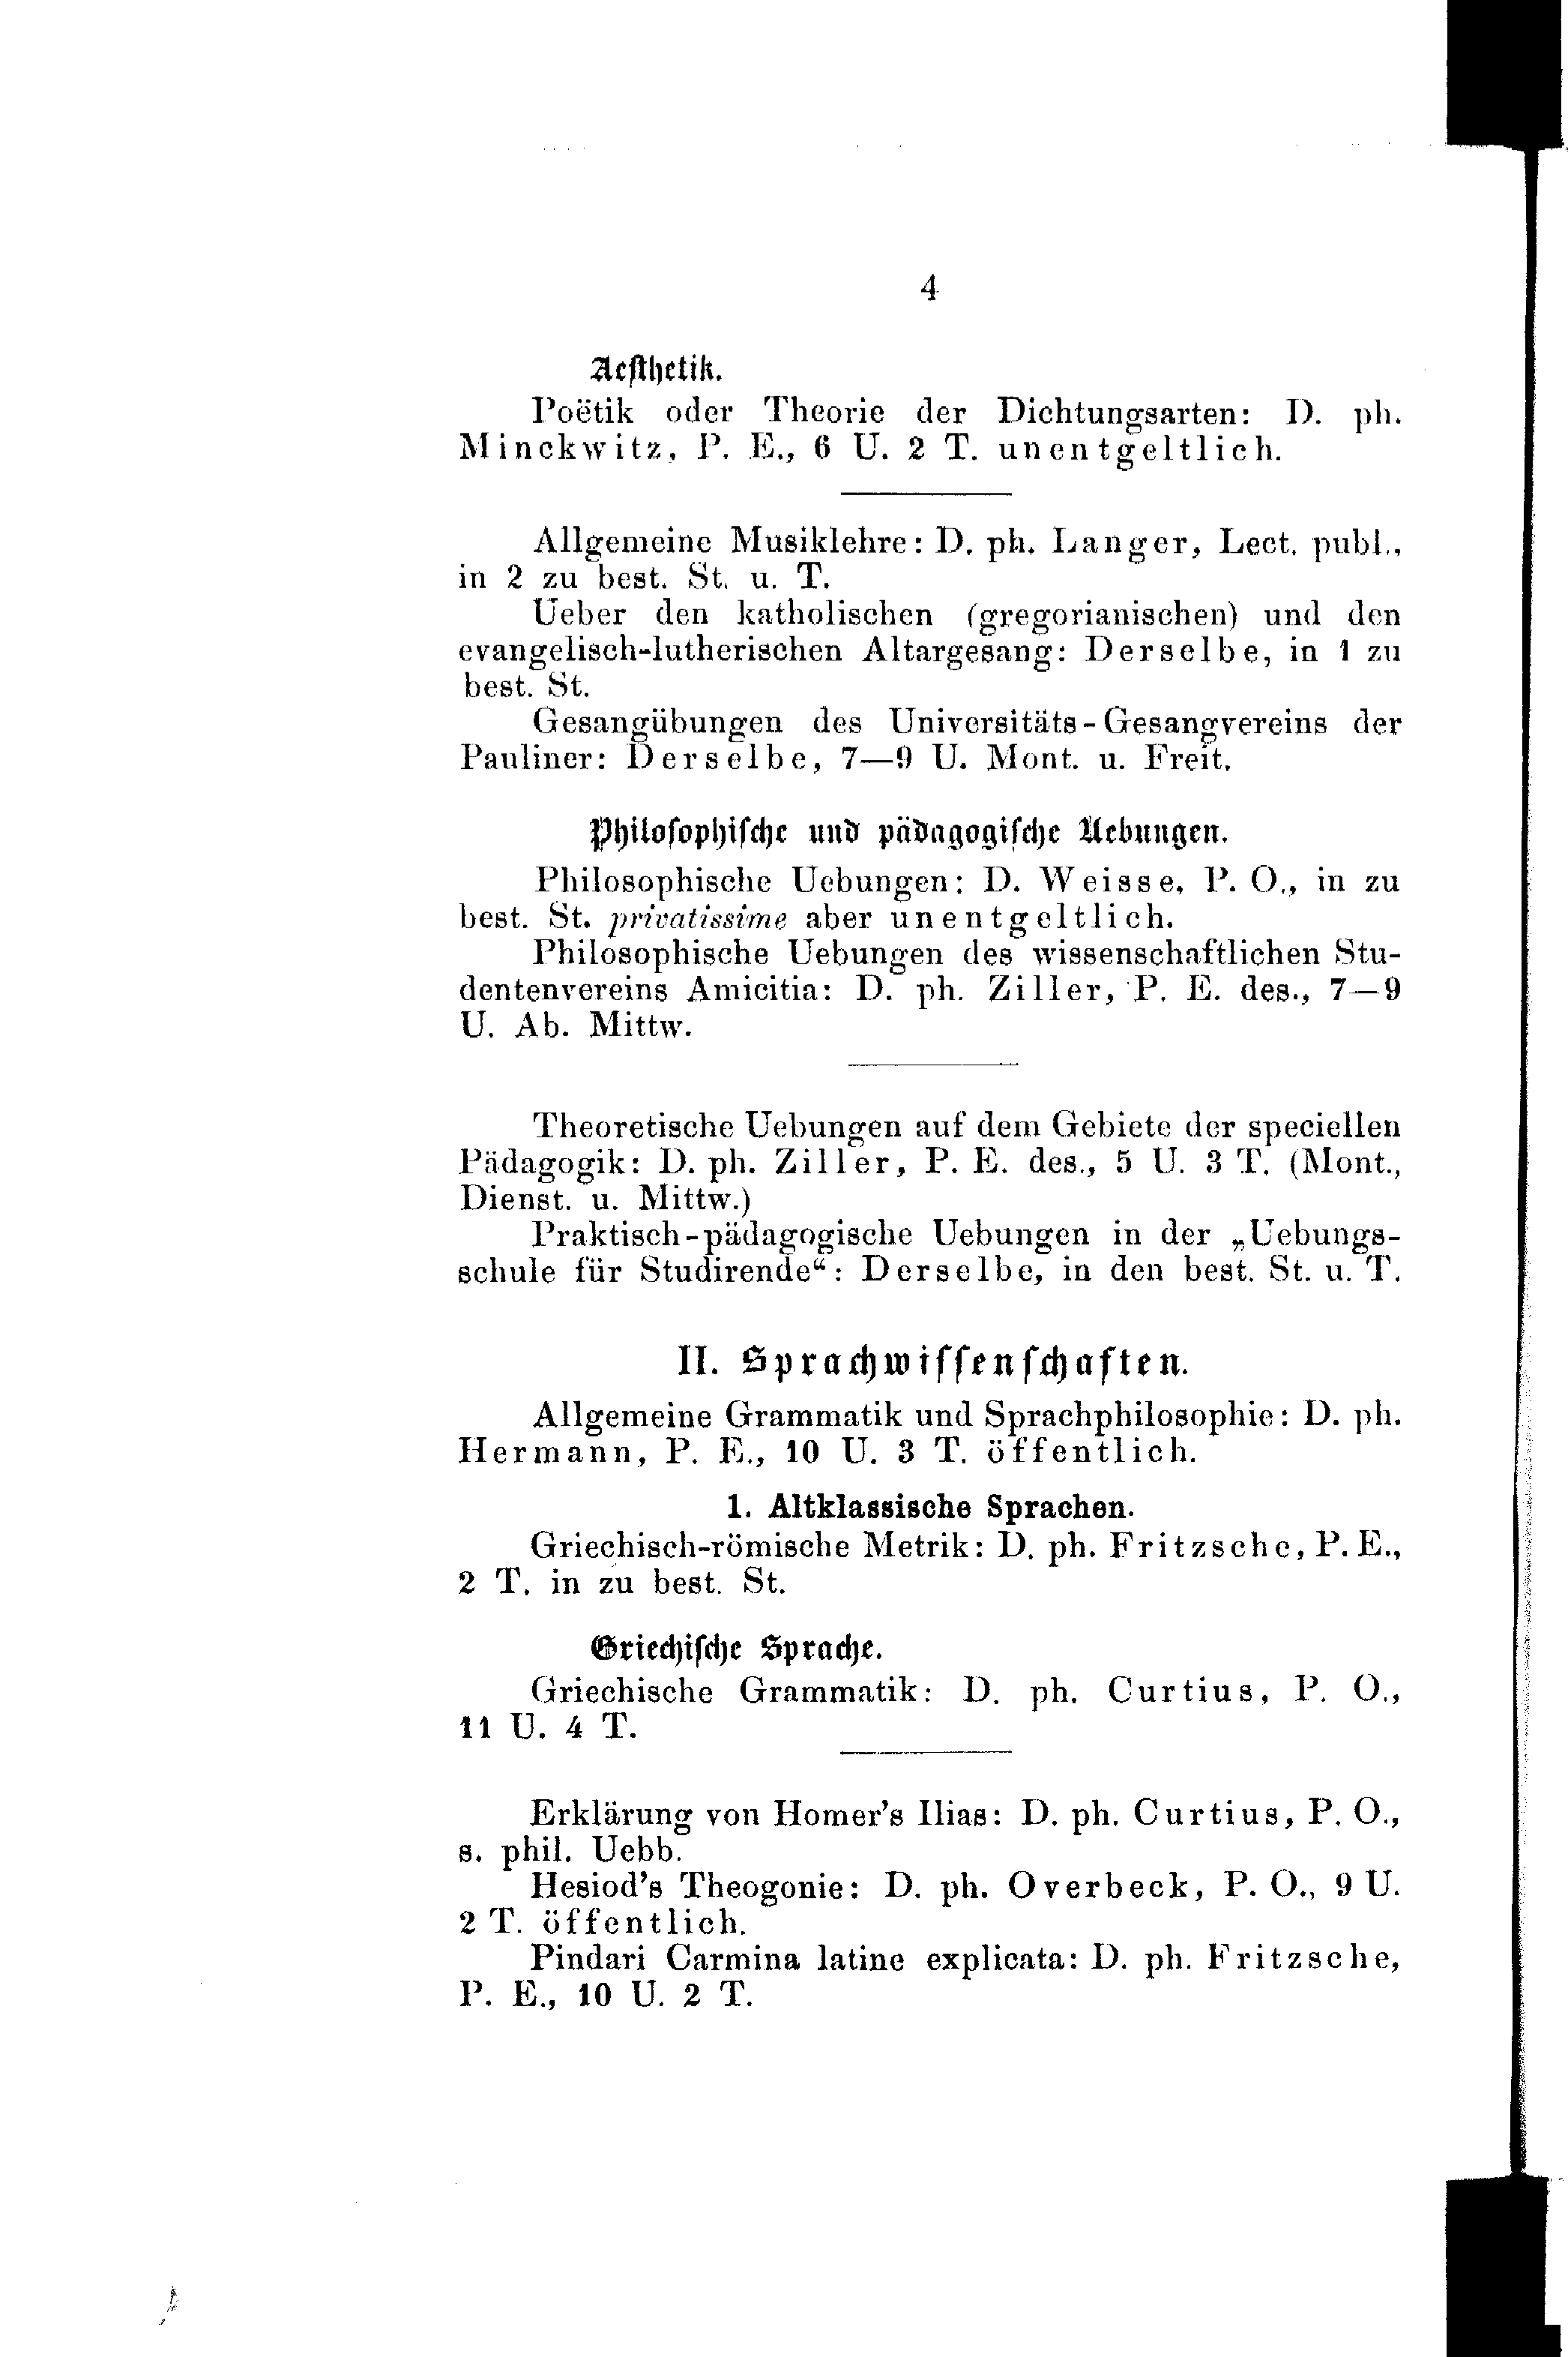 4
Aesthetik.
Poëtik oder Theorie der Dichtungsarten: D. ph.
Minckwitz, P. E., 6 U. 2 T. unentgeltlich.
Allgemeine Musiklehre: D. ph. Langer, Lect. publ.,
in 2 zu best. St. u. T.
Ueber den katholischen (gregorianischen) und den
evangelisch-lutherischen Altargesang: Derselbe, in 1 zu
best. St.
Gesangübungen des Universitäts-Gesangvereins der
Pauliner: Derselbe, 7—9 U. Mont. u. Freit.
Philosophische und pädagogische Uebungen.
Philosophische Uebungen: D. Weisse, P. O., in zu
best. St. privatissime aber unentgeltlich.
Philosophische Uebungen des wissenschaftlichen Stu-
dentenvereins Amicitia: D. ph. Ziller, P. E. des., 7—9
U. Ab. Mittw.
Theoretische Uebungen auf dem Gebiete der speciellen
Pädagogik: D. ph. Ziller, P. E. des., 5 U. 3 T. (Mont.,
Dienst. u. Mittw.)
Praktisch-pädagogische Uebungen in der „Uebungs-
schule für Studirende“: Derselbe, in den best. St. u. T.
II. Sprachwissenschaften.
Allgemeine Grammatik und Sprachphilosophie: D. ph.
Hermann, P. E., 10 U. 3 T. öffentlich.
1. Altklassische Sprachen.
Griechisch-römische Metrik: D. ph. Fritzsche, P. E.,
2 T. in zu best. St.
Griechische Sprache.
Griechische Grammatik: D. ph. Curtius, P. O.,
11 U. 4 T.
Erklärung von Homer's Ilias: D. ph. Curtius, P. O.,
s. phil. Uebb.
Hesiod's Theogonie: D. ph. Overbeck, P. O., 9 U.
2 T. öffentlich.
Pindari Carmina latine explicata: D. ph. Fritzsche,
P. E., 10 U. 2 T.